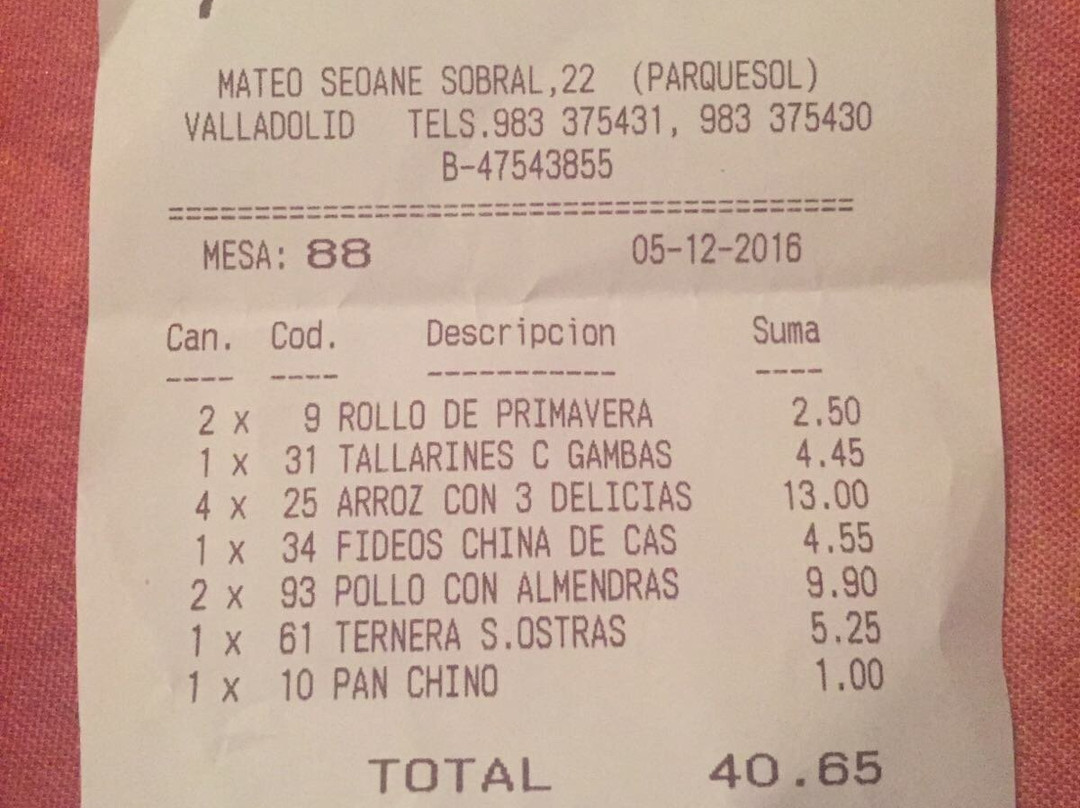 MATEO SEOANE SOBRAL,22 (PARQUESOL)
VALLADOLID TELS.983 375431, 983 375430
B-47543855
========================================
MESA: 88 05-12-2016
Can. Cod. Descripcion Suma
---- ---- ----------- ----
2 x 9 ROLLO DE PRIMAVERA 2.50
1 x 31 TALLARINES C GAMBAS 4.45
4 x 25 ARROZ CON 3 DELICIAS 13.00
1 x 34 FIDEOS CHINA DE CAS 4.55
2 x 93 POLLO CON ALMENDRAS 9.90
1 x 61 TERNERA S.OSTRAS 5.25
1 x 10 PAN CHINO 1.00
TOTAL 40.65